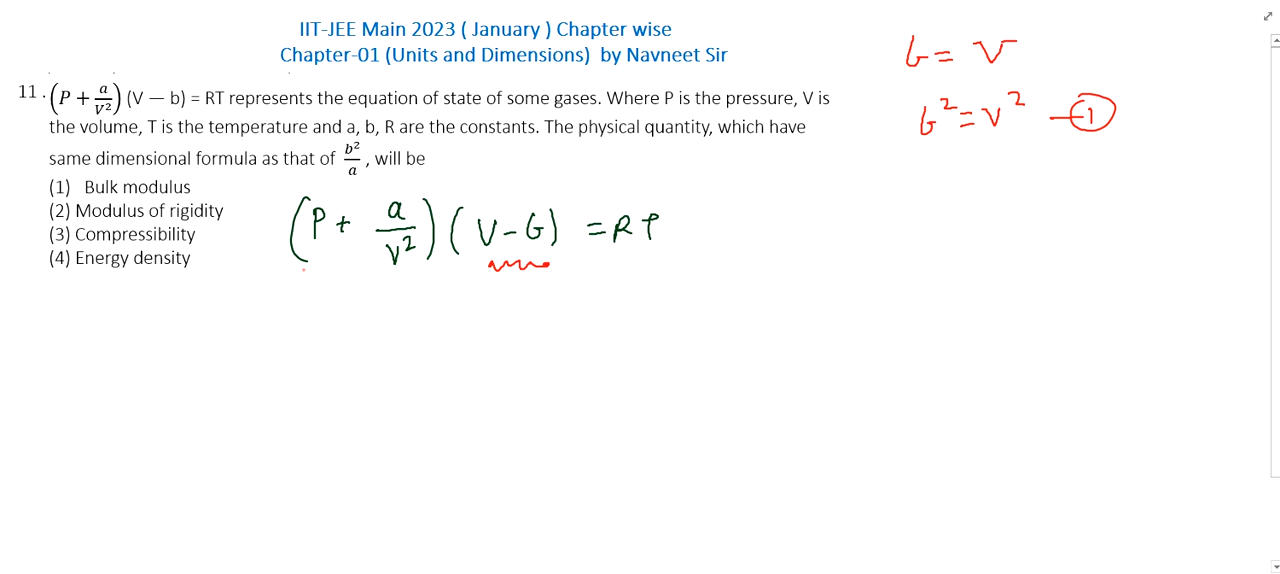 IIT-JEE Main 2023 ( January ) Chapter wise
Chapter-01 (Units and Dimensions) by Navneet Sir
11. (P + a/V²) (V — b) = RT represents the equation of state of some gases. Where P is the pressure, V is
the volume, T is the temperature and a, b, R are the constants. The physical quantity, which have
same dimensional formula as that of b²/a, will be
(1) Bulk modulus
(2) Modulus of rigidity
(3) Compressibility
(4) Energy density
(P + a/V²) (V - b) = RT
b = V
b² = V² — 1